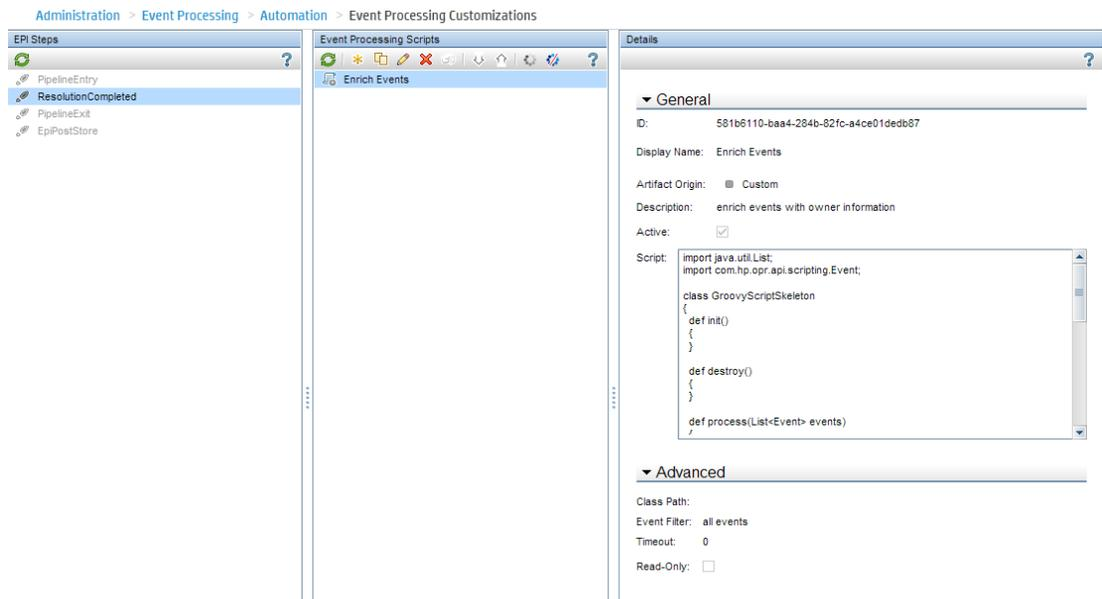 Administration > Event Processing > Automation > Event Processing Customizations
EPI Steps
?
PipelineEntry
ResolutionCompleted
PipelineExit
EpiPostStore
Event Processing Scripts
?
Enrich Events
Details
?
General
ID: 581b6110-baa4-284b-82fc-a4ce01dedb87
Display Name: Enrich Events
Artifact Origin: Custom
Description: enrich events with owner information
Active:
Script: import java.util.List;
import com.hp.opr.api.scripting.Event;
class GroovyScriptSkeleton
{
def init()
{
}
def destroy()
{
}
def process(List<Event> events)
Advanced
Class Path:
Event Filter: all events
Timeout: 0
Read-Only: